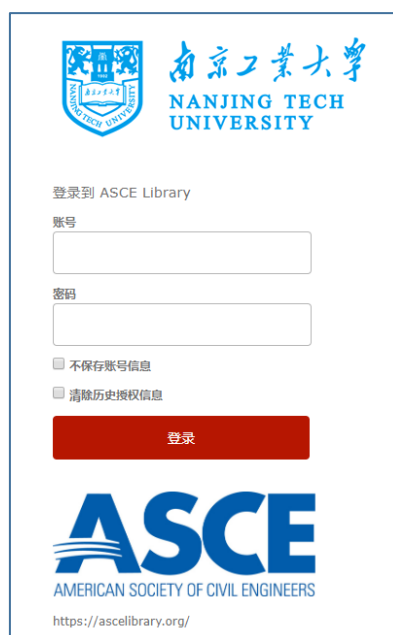 南京工业大学
NANJING TECH
UNIVERSITY
登录到 ASCE Library
账号
密码
不保存账号信息
清除历史授权信息
登录
ASCE
AMERICAN SOCIETY OF CIVIL ENGINEERS
https://ascelibrary.org/